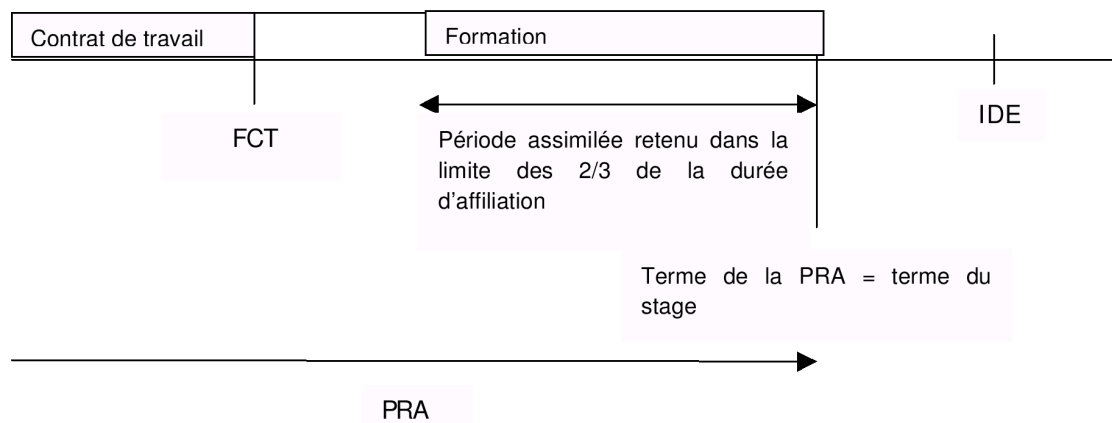 Contrat de travail
Formation
FCT
IDE
Période assimilée retenu dans la
limite des 2/3 de la durée
d'affiliation
Terme de la PRA = terme du
stage
PRA